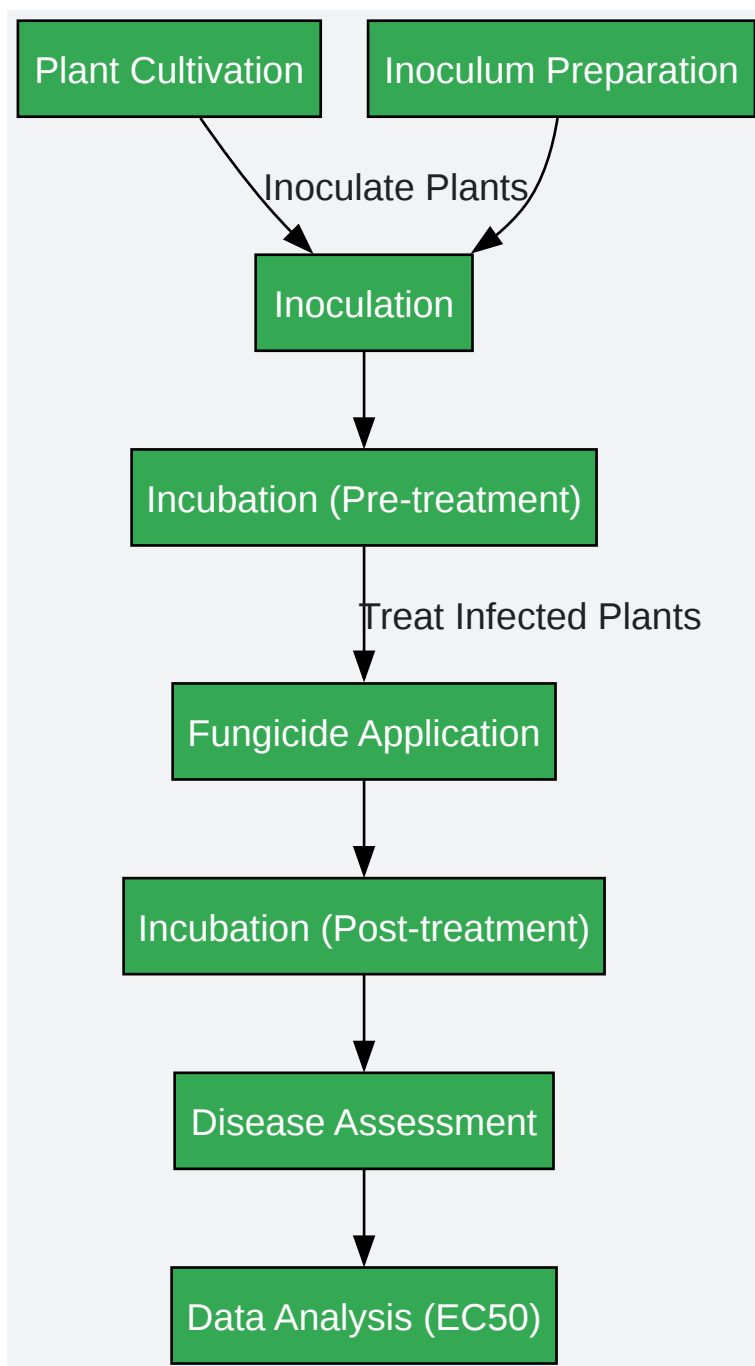 Plant Cultivation
Inoculum Preparation
Inoculate Plants
Inoculation
Incubation (Pre-treatment)
Treat Infected Plants
Fungicide Application
Incubation (Post-treatment)
Disease Assessment
Data Analysis (EC50)